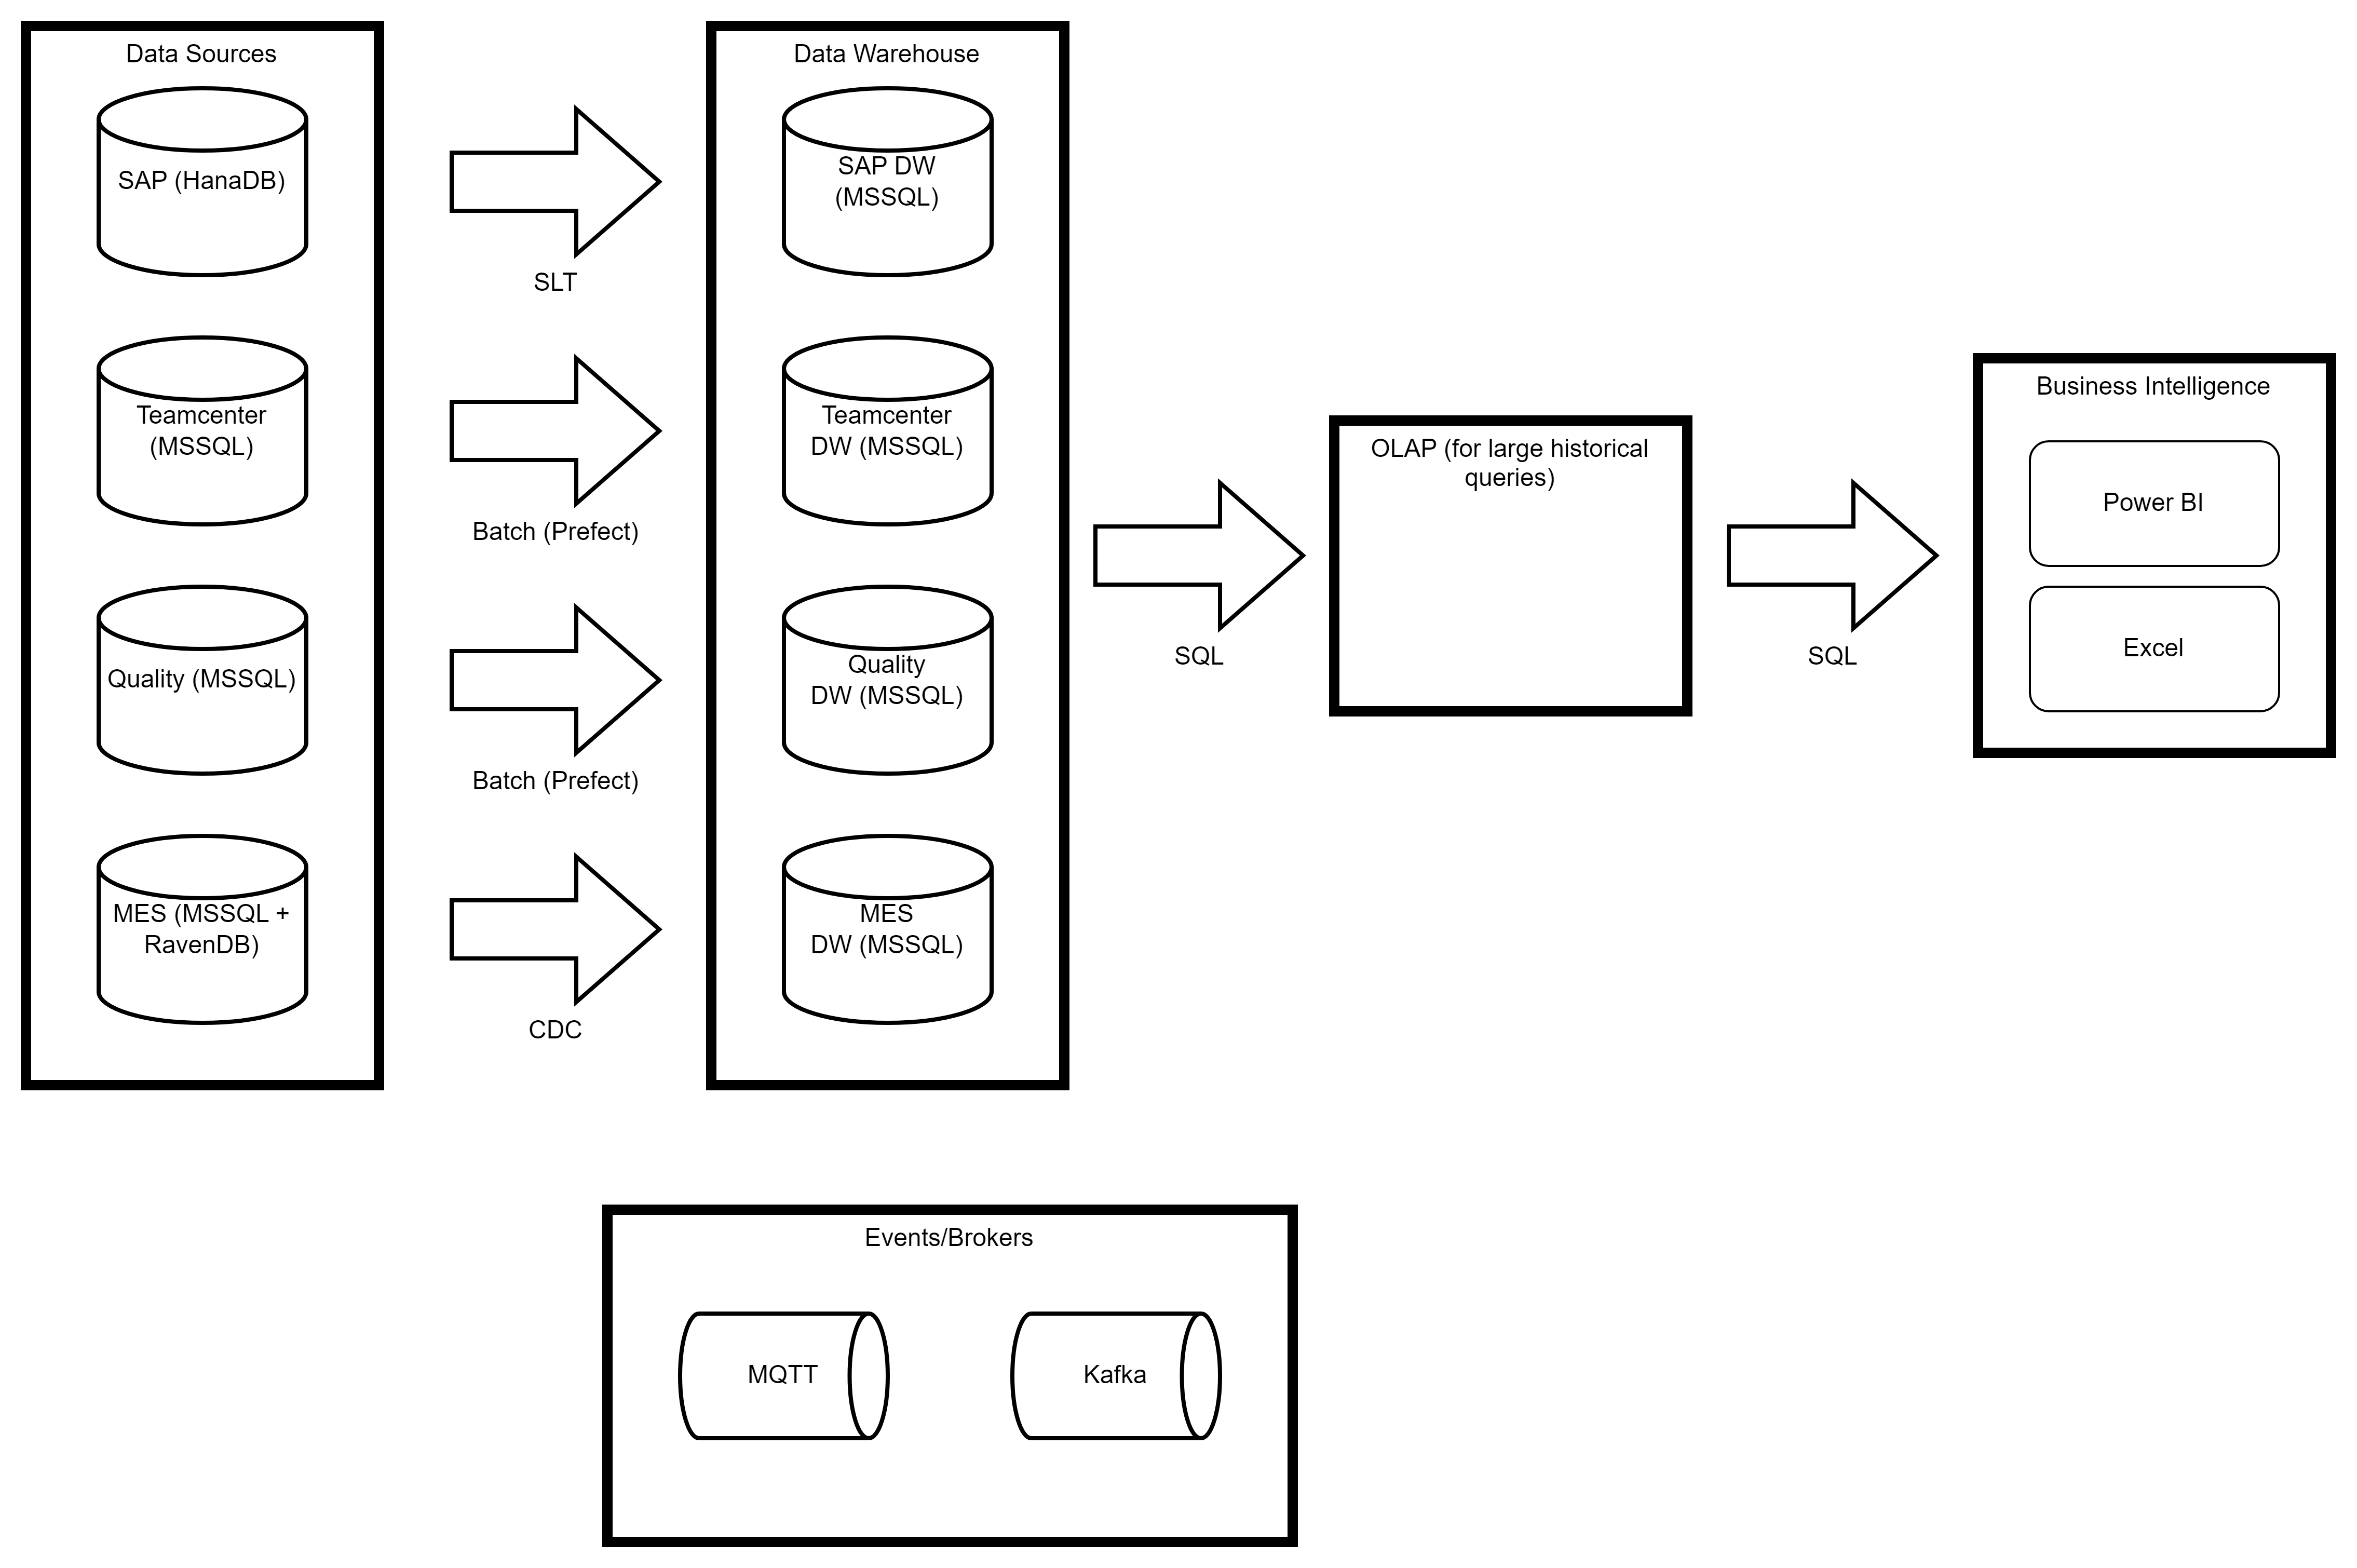 Data Sources
SAP (HanaDB)
Teamcenter
(MSSQL)
Quality (MSSQL)
MES (MSSQL +
RavenDB)
SLT
Batch (Prefect)
Batch (Prefect)
CDC
Data Warehouse
SAP DW
(MSSQL)
Teamcenter
DW (MSSQL)
Quality
DW (MSSQL)
MES
DW (MSSQL)
SQL
OLAP (for large historical
queries)
SQL
Business Intelligence
Power BI
Excel
Events/Brokers
MQTT
Kafka